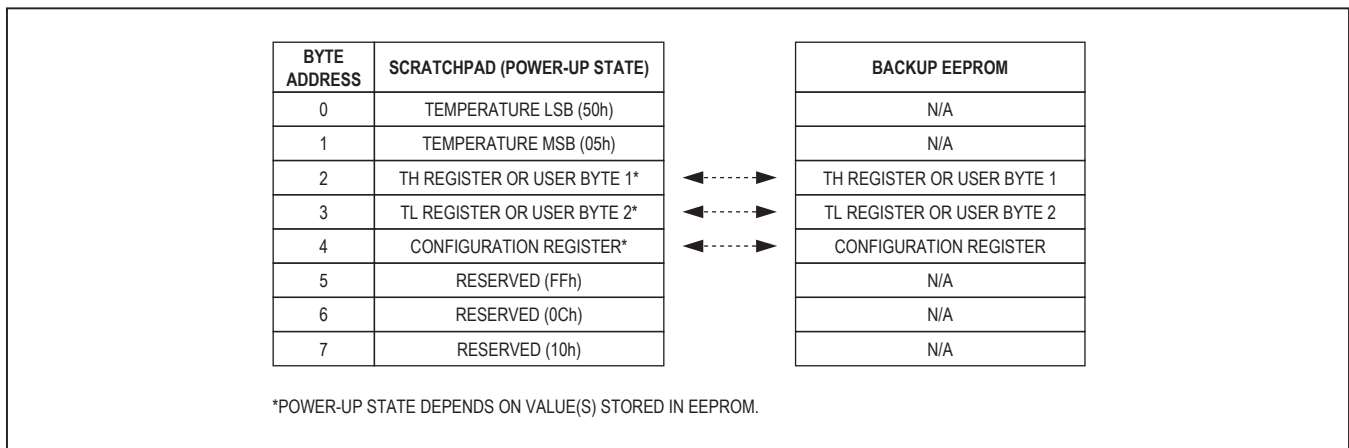 BYTE ADDRESS SCRATCHPAD (POWER-UP STATE) BACKUP EEPROM
0 TEMPERATURE LSB (50h) N/A
1 TEMPERATURE MSB (05h) N/A
2 TH REGISTER OR USER BYTE 1* TH REGISTER OR USER BYTE 1
3 TL REGISTER OR USER BYTE 2* TL REGISTER OR USER BYTE 2
4 CONFIGURATION REGISTER* CONFIGURATION REGISTER
5 RESERVED (FFh) N/A
6 RESERVED (0Ch) N/A
7 RESERVED (10h) N/A
*POWER-UP STATE DEPENDS ON VALUE(S) STORED IN EEPROM.